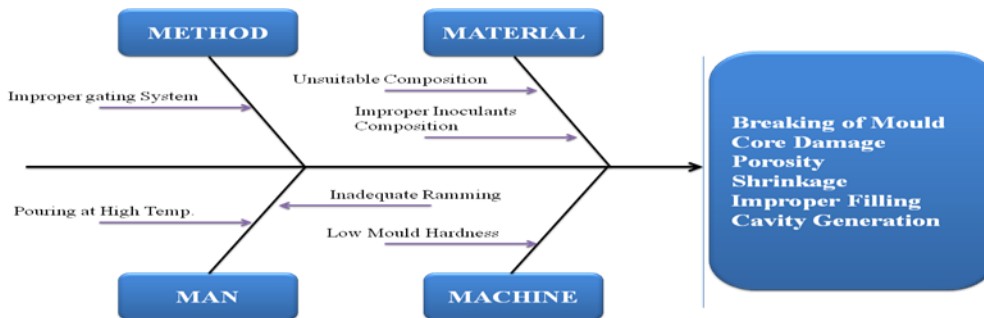 METHOD
MATERIAL
Unsuitable Composition
Improper gating System
Improper Inoculants
Composition
Breaking of Mould
Core Damage
Porosity
Shrinkage
Improper Filling
Cavity Generation
Inadequate Ramming
Pouring at High Temp.
Low Mould Hardness
MAN
MACHINE